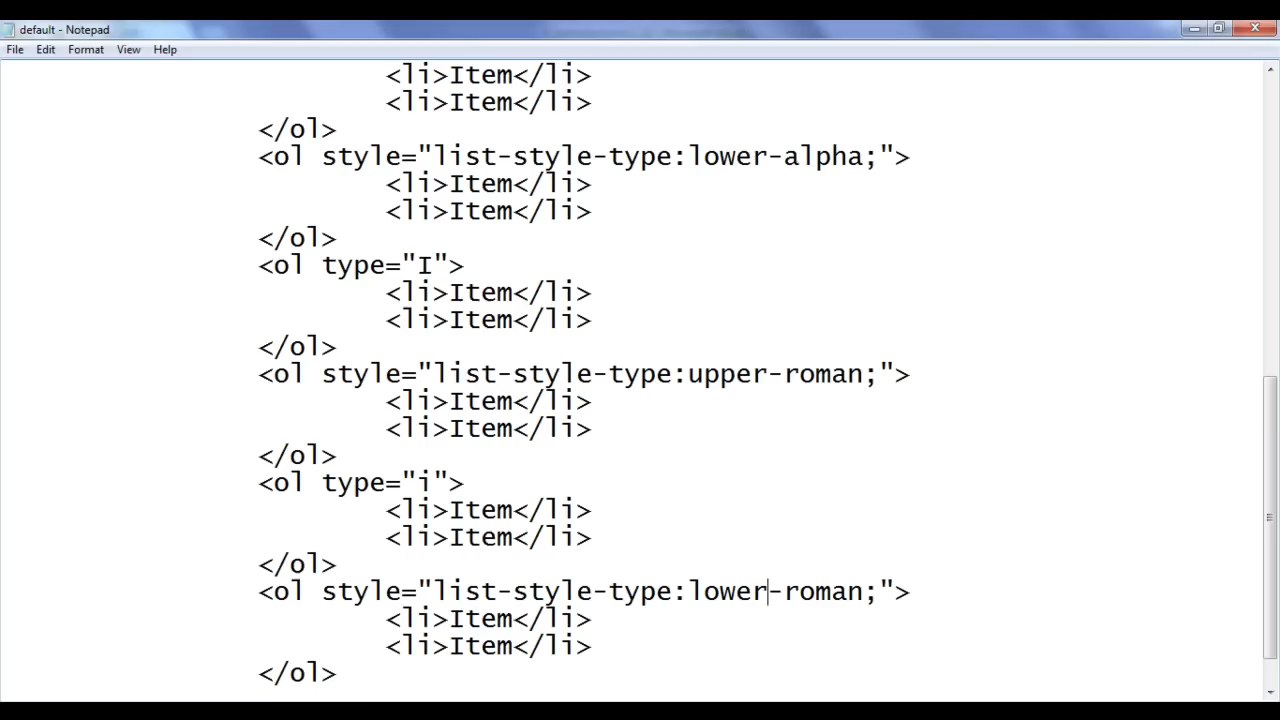 default - Notepad
File Edit Format View Help
<li>Item</li>
<li>Item</li>
</ol>
<ol style="list-style-type:lower-alpha;">
<li>Item</li>
<li>Item</li>
</ol>
<ol type="I">
<li>Item</li>
<li>Item</li>
</ol>
<ol style="list-style-type:upper-roman;">
<li>Item</li>
<li>Item</li>
</ol>
<ol type="i">
<li>Item</li>
<li>Item</li>
</ol>
<ol style="list-style-type:lower-roman;">
<li>Item</li>
<li>Item</li>
</ol>